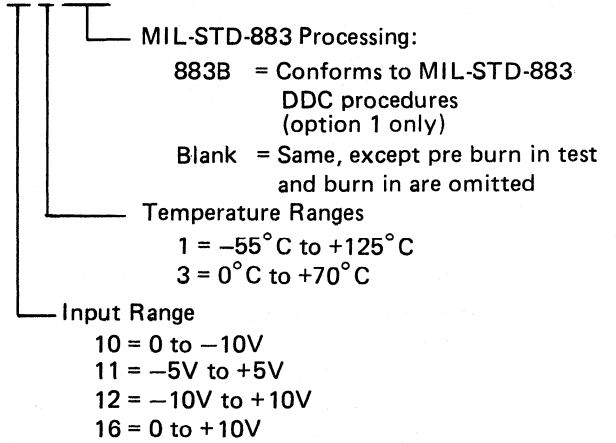 MIL-STD-883 Processing:
883B = Conforms to MIL-STD-883
DDC procedures
(option 1 only)
Blank = Same, except pre burn in test
and burn in are omitted
Temperature Ranges
1 = −55°C to +125°C
3 = 0°C to +70°C
Input Range
10 = 0 to −10V
11 = −5V to +5V
12 = −10V to +10V
16 = 0 to +10V